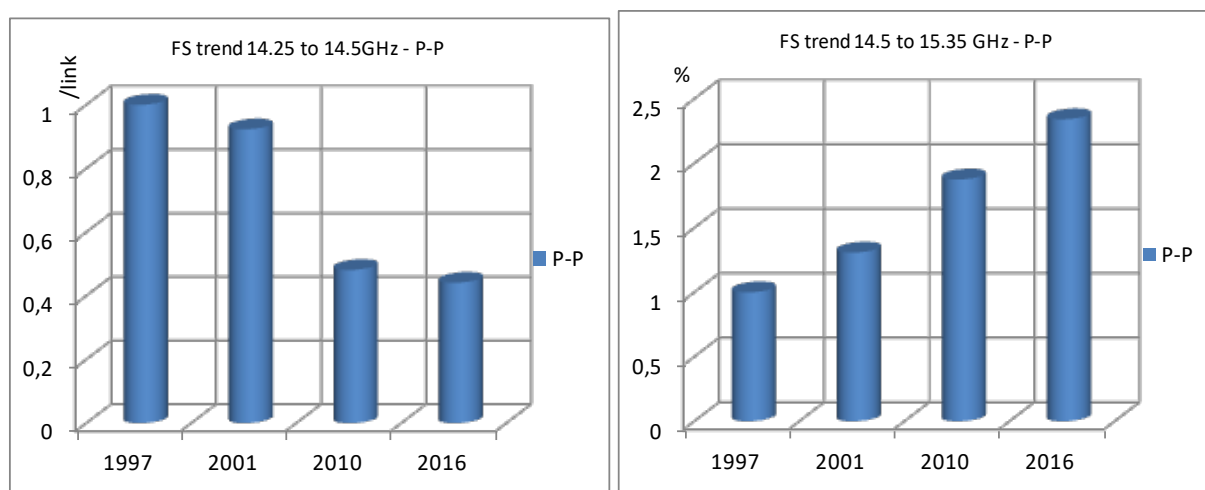 FS trend 14.25 to 14.5GHz - P-P
/link
1
0,8
0,6
0,4
0,2
0
1997 2001 2010 2016
P-P
FS trend 14.5 to 15.35 GHz - P-P
%
2,5
2
1,5
1
0,5
0
1997 2001 2010 2016
P-P